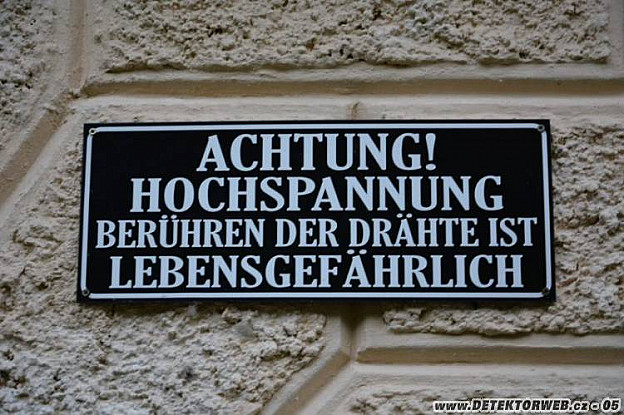 ACHTUNG!
HOCHSPANNUNG
BERÜHREN DER DRÄHTE IST
LEBENSGEFÄHRLICH
www.DETEKTORWEB.cz - 05